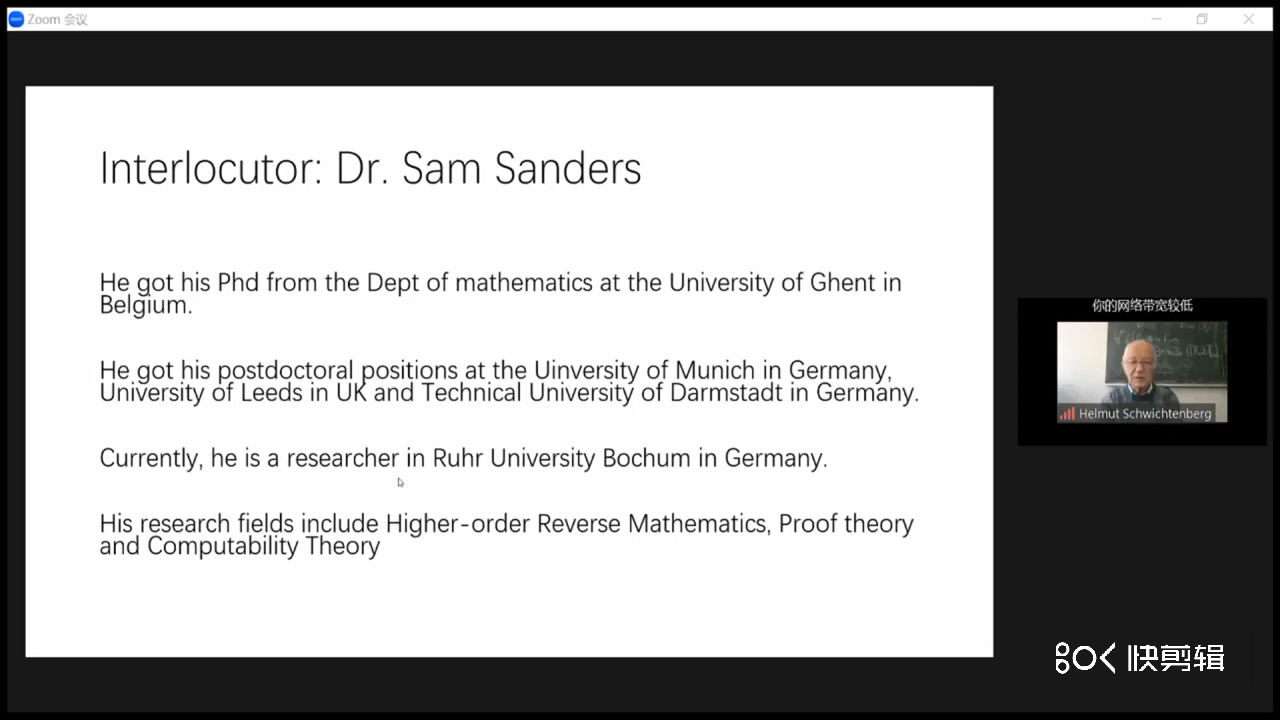 Zoom 会议
Interlocutor: Dr. Sam Sanders
He got his Phd from the Dept of mathematics at the University of Ghent in
Belgium.
He got his postdoctoral positions at the Uinversity of Munich in Germany,
University of Leeds in UK and Technical University of Darmstadt in Germany.
Currently, he is a researcher in Ruhr University Bochum in Germany.
His research fields include Higher-order Reverse Mathematics, Proof theory
and Computability Theory
你的网络带宽较低
Helmut Schwichtenberg
快剪辑